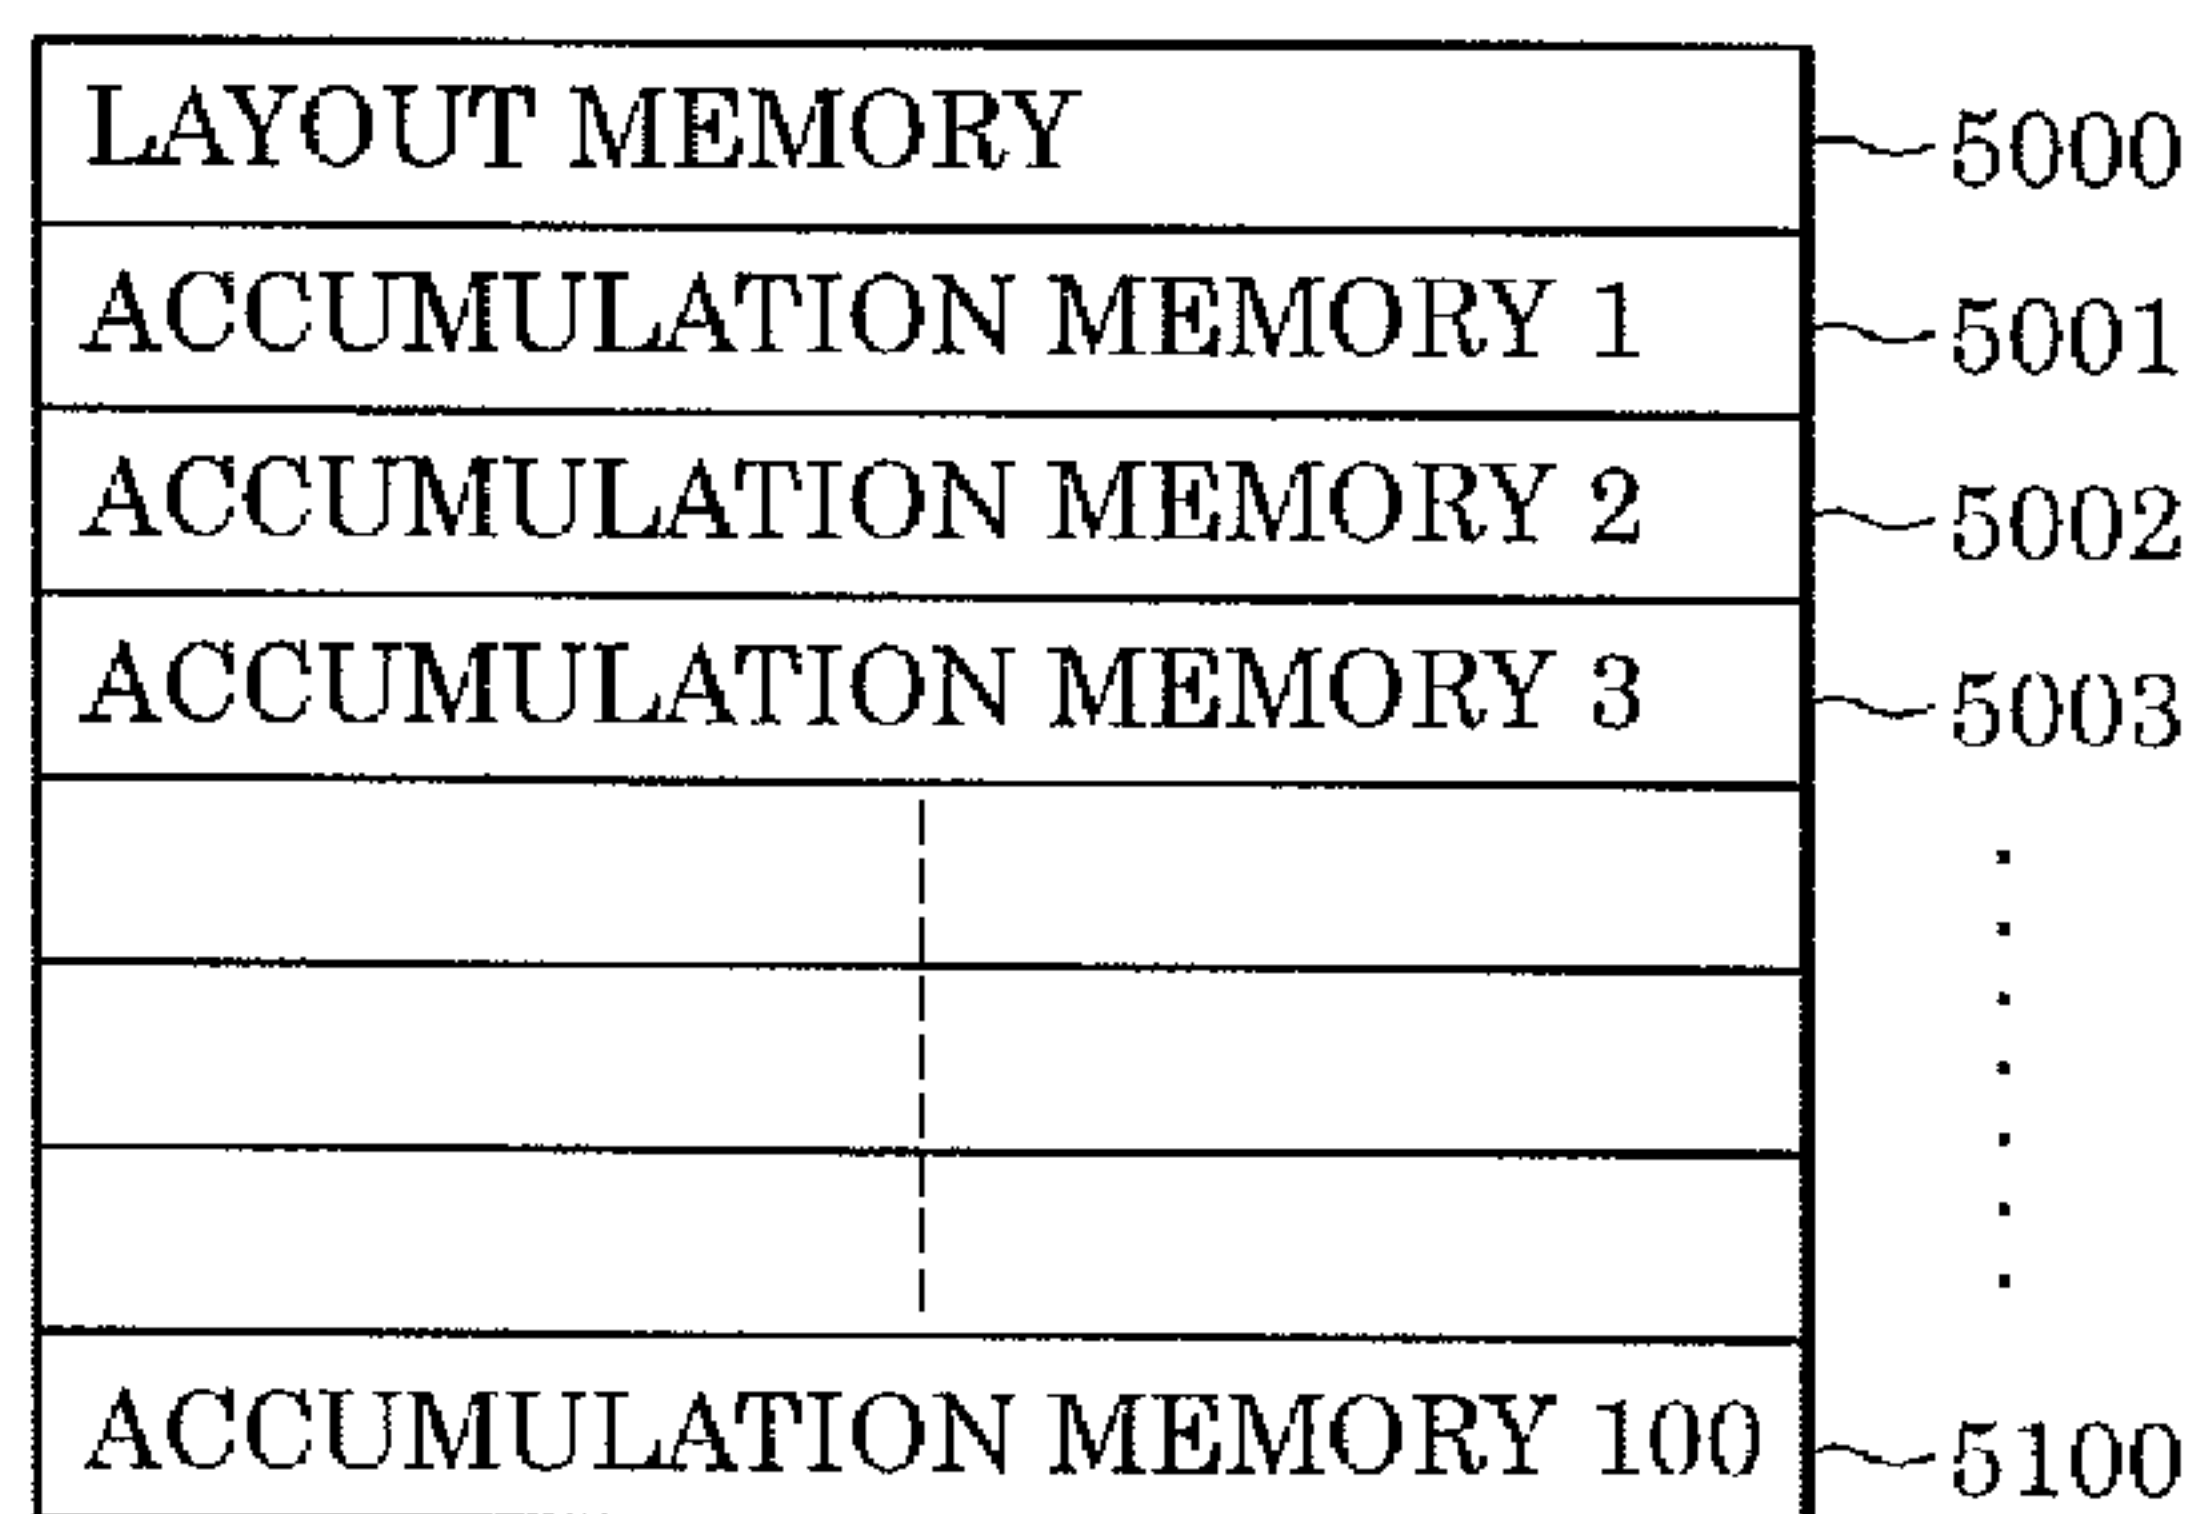 LAYOUT MEMORY 5000
ACCUMULATION MEMORY 1 5001
ACCUMULATION MEMORY 2 5002
ACCUMULATION MEMORY 3 5003
ACCUMULATION MEMORY 100 5100